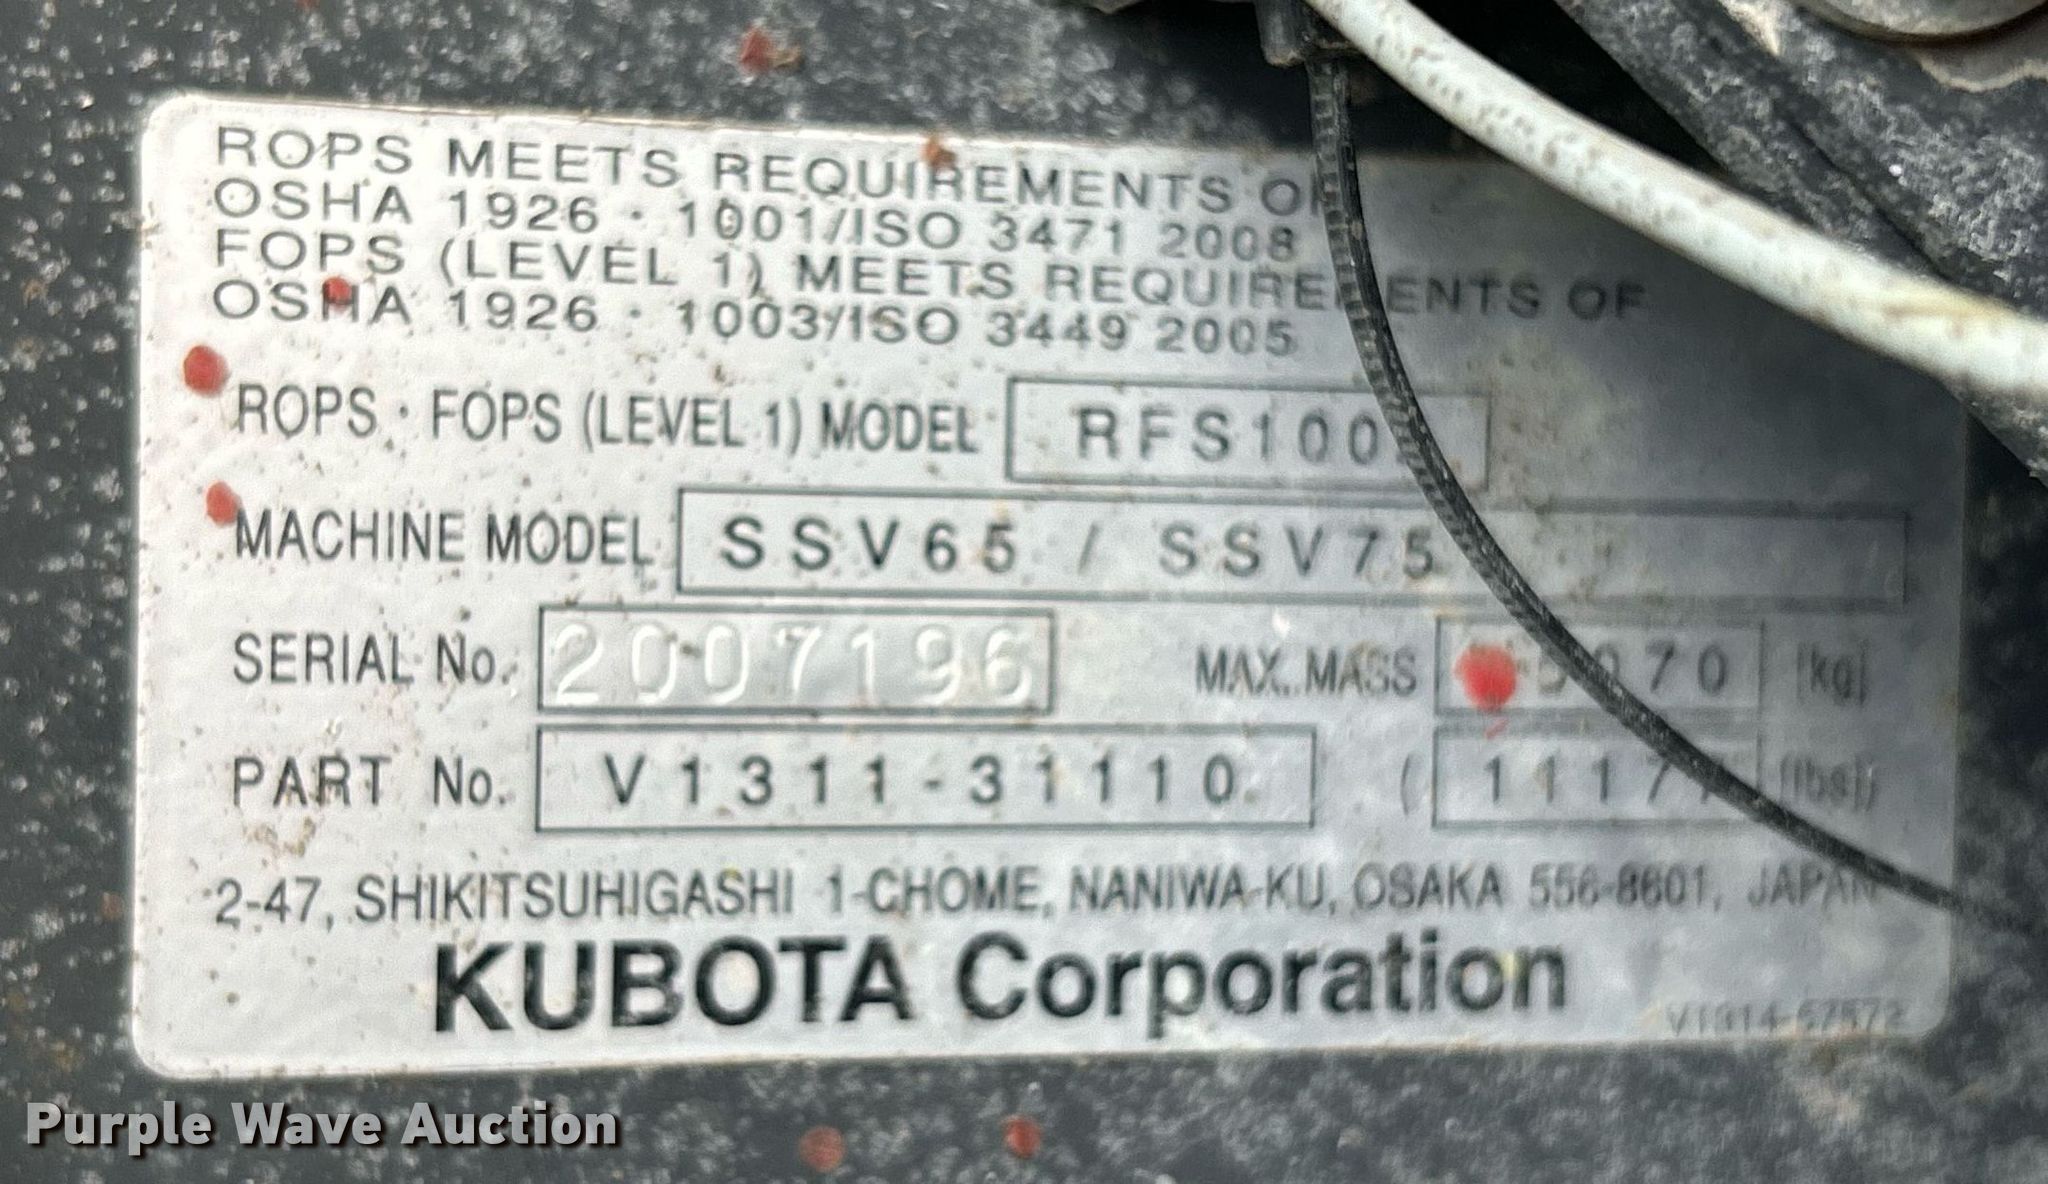 ROPS MEETS REQUIREMENTS
OSHA 1926 · 1001/ISO 3471 2008
FOPS (LEVEL 1) MEETS REQUIREMENTS OF
OSHA 1926 · 1003/ISO 3449 2005
ROPS · FOPS (LEVEL 1) MODEL
MACHINE MODEL SSV65 / SSV75
SERIAL No. 2007196 MAX. MASS [kg]
PART No. V1311-31110 ( [lbs])
2-47, SHIKITSUHIGASHI 1-CHOME, NANIWA-KU, OSAKA 556-8601, JAPAN
KUBOTA Corporation
Purple Wave Auction